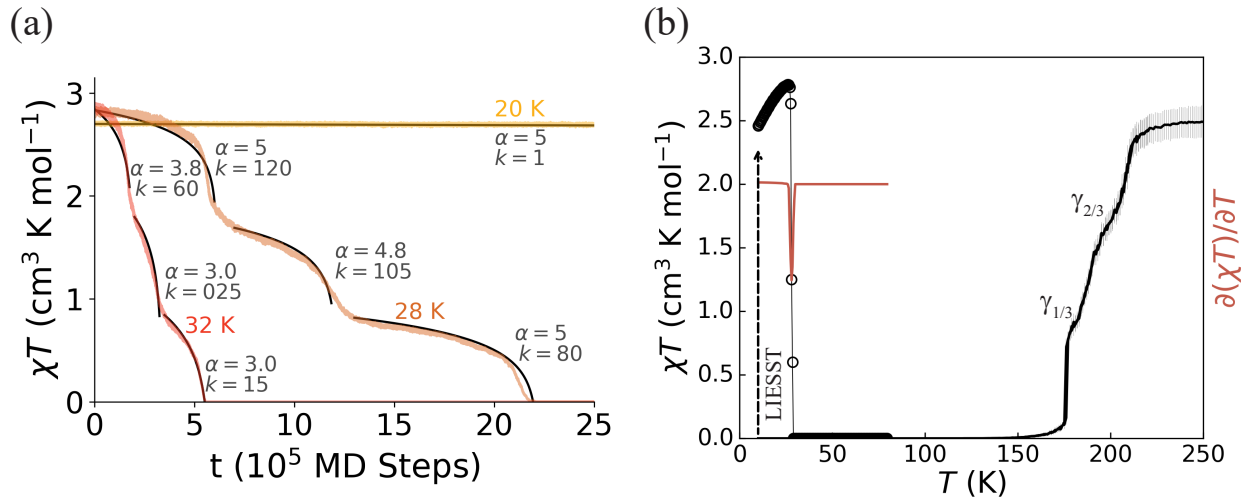 (a)
χT (cm³ K mol⁻¹)
3
2
1
0
20 K
α = 5
k = 1
α = 5
k = 120
α = 3.8
k = 60
α = 4.8
k = 105
α = 3.0
k = 025
32 K
28 K
α = 5
k = 80
α = 3.0
k = 15
0
5
10
15
20
25
t (10⁵ MD Steps)
(b)
χT (cm³ K mol⁻¹)
3.0
2.5
2.0
1.5
1.0
0.5
0.0
LIESST
γ2/3
γ1/3
∂(χT)/∂T
0
50
100
150
200
250
T (K)